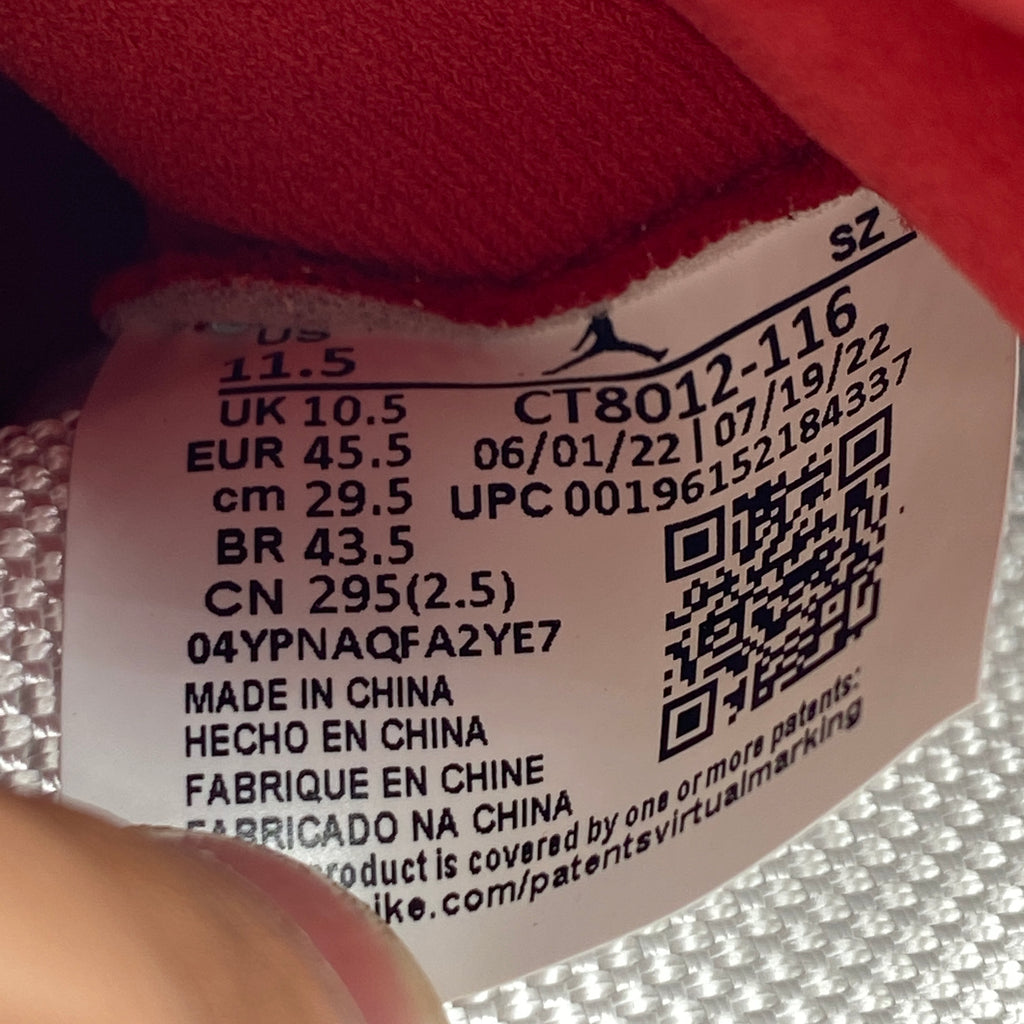 US
11.5
SZ
UK 10.5
EUR 45.5
cm 29.5
BR 43.5
CN 295(2.5)
CT8012-116
06/01/22 | 07/19/22
UPC 00196152184337
04YPNAQFA2YE7
MADE IN CHINA
HECHO EN CHINA
FABRIQUE EN CHINE
FABRICADO NA CHINA
roduct is covered by one or more patents:
ike.com/patentsvirtualmarking